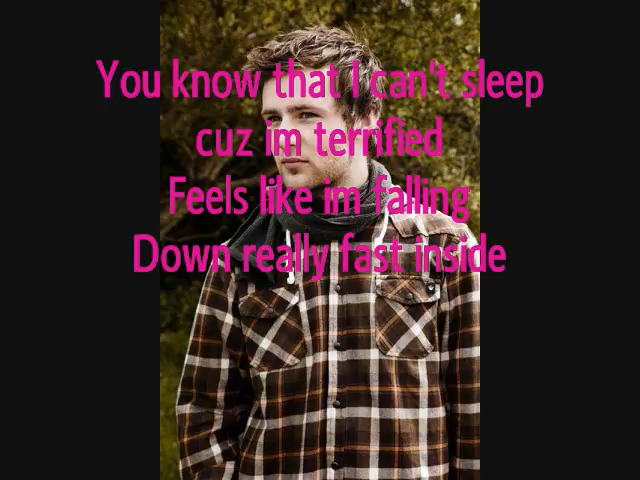 You know that I can't sleep
cuz im terrified
Feels like im falling
Down really fast inside